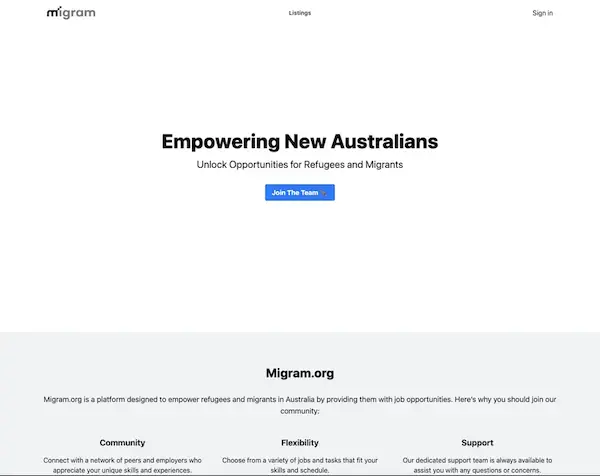 migram
Listings
Sign in
Empowering New Australians
Unlock Opportunities for Refugees and Migrants
Join The Team
Migram.org
Migram.org is a platform designed to empower refugees and migrants in Australia by providing them with job opportunities. Here's why you should join our
community:
Community
Connect with a network of peers and employers who
appreciate your unique skills and experiences.
Flexibility
Choose from a variety of jobs and tasks that fit your
skills and schedule.
Support
Our dedicated support team is always available to
assist you with any questions or concerns.